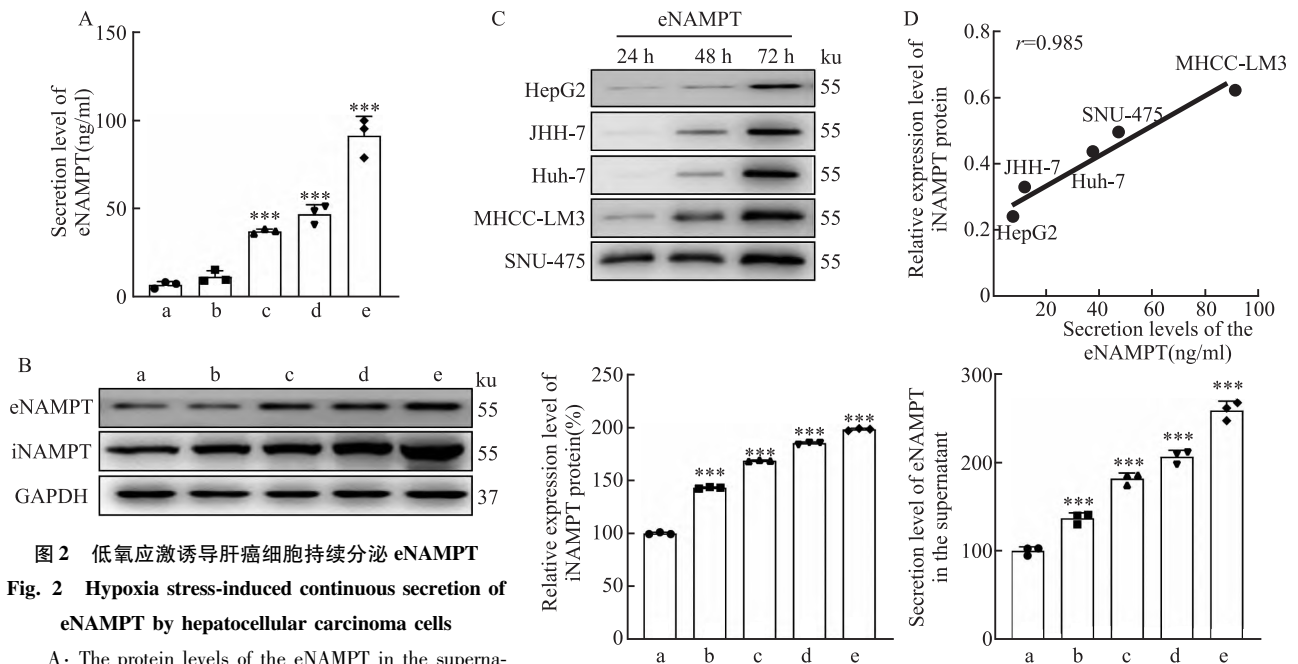 A
Secretion level of
eNAMPT(ng/ml)
100
50
0
***
***
***
a b c d e
B
a b c d e
ku
eNAMPT 55
iNAMPT 55
GAPDH 37
图2 低氧应激诱导肝癌细胞持续分泌 eNAMPT
Fig. 2 Hypoxia stress-induced continuous secretion of
eNAMPT by hepatocellular carcinoma cells
A: The protein levels of the eNAMPT in the superna-
C
eNAMPT
24 h 48 h 72 h ku
HepG2 55
JHH-7 55
Huh-7 55
MHCC-LM3 55
SNU-475 55
D
Relative expression level of
iNAMPT protein
0.8
0.6
0.4
0.2
0
r=0.985
MHCC-LM3
SNU-475
JHH-7
Huh-7
HepG2
20 40 60 80 100
Secretion levels of the
eNAMPT(ng/ml)
Relative expression level of
iNAMPT protein(%)
250
200
150
100
50
0
***
***
***
***
a b c d e
Secretion level of eNAMPT
in the supernatant
300
200
100
0
***
***
***
***
a b c d e